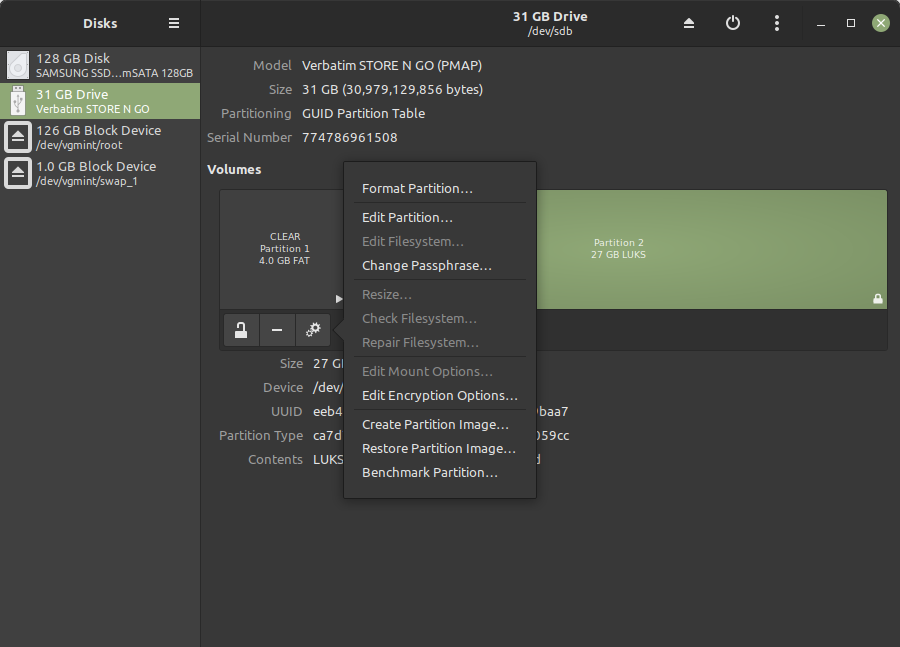 Disks
31 GB Drive
/dev/sdb
128 GB Disk
SAMSUNG SSD...mSATA 128GB
31 GB Drive
Verbatim STORE N GO
126 GB Block Device
/dev/vgmint/root
1.0 GB Block Device
/dev/vgmint/swap_1
Model Verbatim STORE N GO (PMAP)
Size 31 GB (30,979,129,856 bytes)
Partitioning GUID Partition Table
Serial Number 774786961508
Volumes
CLEAR
Partition 1
4.0 GB FAT
Partition 2
27 GB LUKS
Format Partition...
Edit Partition...
Edit Filesystem...
Change Passphrase...
Resize...
Check Filesystem...
Repair Filesystem...
Edit Mount Options...
Edit Encryption Options...
Create Partition Image...
Restore Partition Image...
Benchmark Partition...
Size 27 G
Device /dev/
UUID eeb4 baa7
Partition Type ca7d 059cc
Contents LUKS